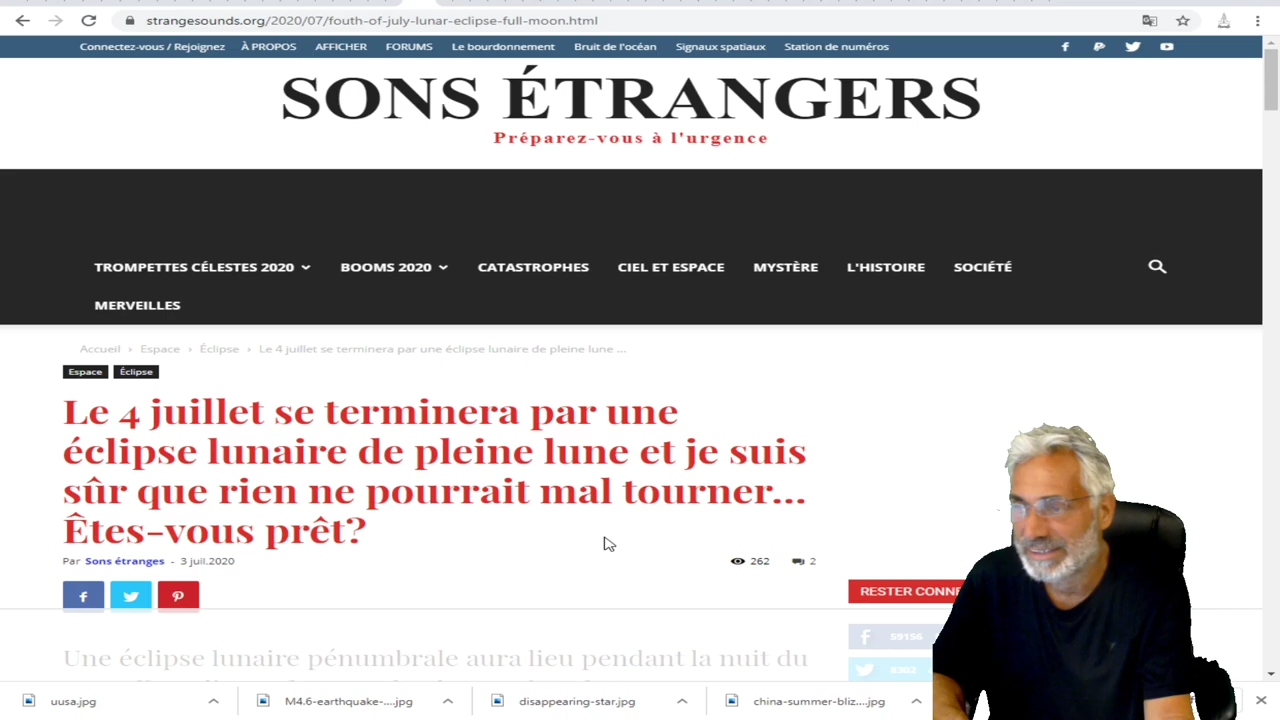 strangesounds.org/2020/07/fouth-of-july-lunar-eclipse-full-moon.html
Connectez-vous / Rejoignez À PROPOS AFFICHER FORUMS Le bourdonnement Bruit de l'océan Signaux spatiaux Station de numéros
SONS ÉTRANGERS
Préparez-vous à l'urgence
TROMPETTES CÉLESTES 2020 BOOMS 2020 CATASTROPHES CIEL ET ESPACE MYSTÈRE L'HISTOIRE SOCIÉTÉ
MERVEILLES
Accueil › Espace › Éclipse › Le 4 juillet se terminera par une éclipse lunaire de pleine lune ...
Espace Éclipse
Le 4 juillet se terminera par une
éclipse lunaire de pleine lune et je suis
sûr que rien ne pourrait mal tourner...
Êtes-vous prêt?
Par Sons étranges - 3 juil.2020 262 2
RESTER CONNE
59156
Une éclipse lunaire pénumbrale aura lieu pendant la nuit du
8302
uusa.jpg M4.6-earthquake-....jpg disappearing-star.jpg china-summer-bliz....jpg